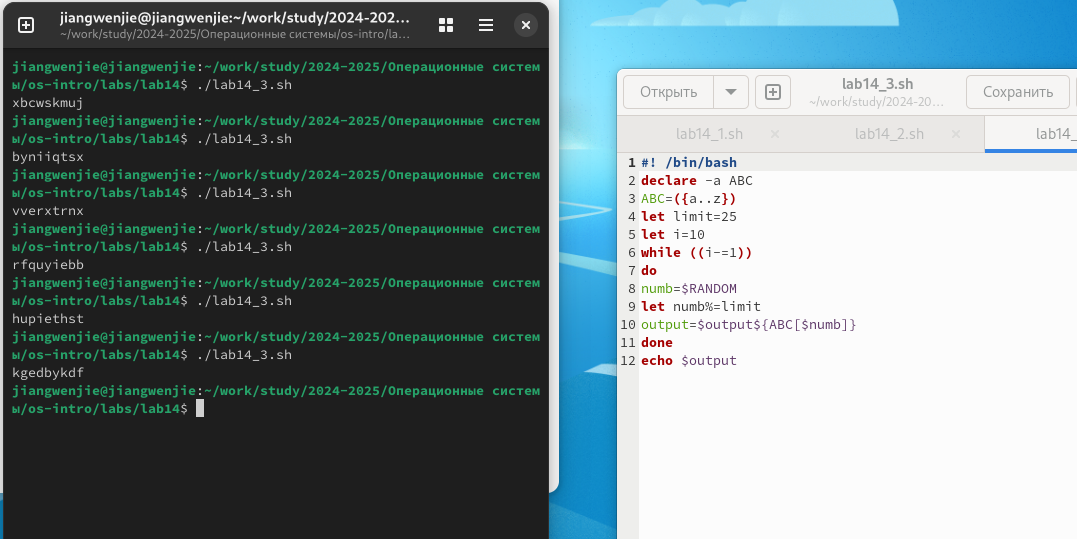 jiangwenjie@jiangwenjie:~/work/study/2024-202...
~/work/study/2024-2025/Операционные системы/os-intro/la...
jiangwenjie@jiangwenjie:~/work/study/2024-2025/Операционные систем
ы/os-intro/labs/lab14$ ./lab14_3.sh
xbcwskmuj
jiangwenjie@jiangwenjie:~/work/study/2024-2025/Операционные систем
ы/os-intro/labs/lab14$ ./lab14_3.sh
byniiqtsx
jiangwenjie@jiangwenjie:~/work/study/2024-2025/Операционные систем
ы/os-intro/labs/lab14$ ./lab14_3.sh
vverxtrnx
jiangwenjie@jiangwenjie:~/work/study/2024-2025/Операционные систем
ы/os-intro/labs/lab14$ ./lab14_3.sh
rfquyiebb
jiangwenjie@jiangwenjie:~/work/study/2024-2025/Операционные систем
ы/os-intro/labs/lab14$ ./lab14_3.sh
hupiethst
jiangwenjie@jiangwenjie:~/work/study/2024-2025/Операционные систем
ы/os-intro/labs/lab14$ ./lab14_3.sh
kgedbykdf
jiangwenjie@jiangwenjie:~/work/study/2024-2025/Операционные систем
ы/os-intro/labs/lab14$
Открыть
lab14_3.sh
~/work/study/2024-20...
Сохранить
lab14_1.sh
lab14_2.sh
lab14_
1 #! /bin/bash
2 declare -a ABC
3 ABC=({a..z})
4 let limit=25
5 let i=10
6 while ((i-=1))
7 do
8 numb=$RANDOM
9 let numb%=limit
10 output=$output${ABC[$numb]}
11 done
12 echo $output